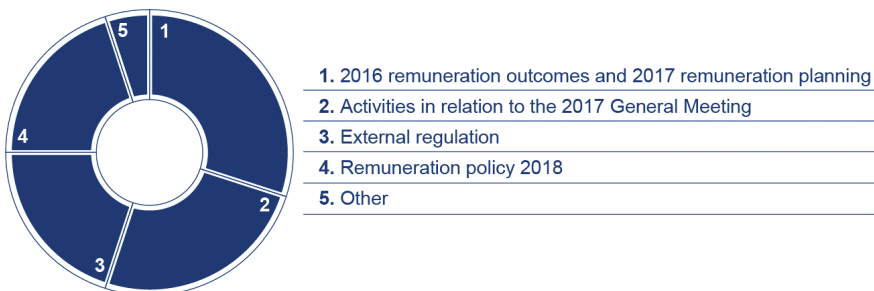 5
1
4
2
3
1. 2016 remuneration outcomes and 2017 remuneration planning
2. Activities in relation to the 2017 General Meeting
3. External regulation
4. Remuneration policy 2018
5. Other